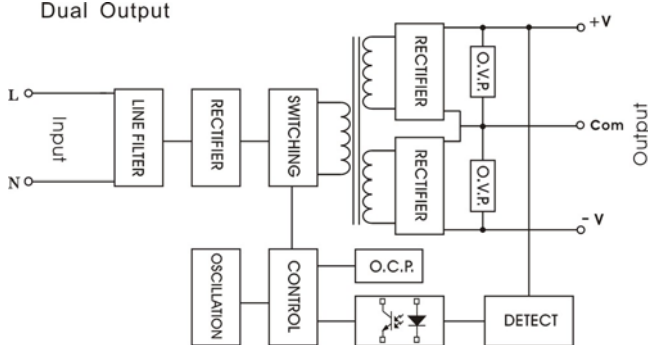 Dual Output
L
N
Input
LINE FILTER
RECTIFIER
SWITCHING
RECTIFIER
RECTIFIER
O.V.P.
O.V.P.
+V
Com
- V
Output
OSCILLATION
CONTROL
O.C.P.
DETECT